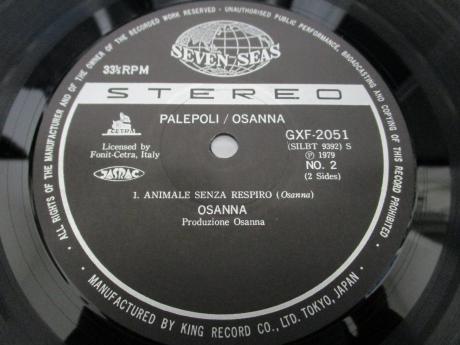 ALL RIGHTS OF THE MANUFACTURER AND OF THE OWNER OF THE RECORDED WORK RESERVED · UNAUTHORISED PUBLIC PERFORMANCE, BROADCASTING AND COPYING OF THIS RECORD PROHIBITED ·
SEVEN SEAS
33⅓RPM
STEREO
PALEPOLI / OSANNA
GXF-2051
(SILBT 9392) S
Ⓟ 1979
NO. 2
(2 Sides)
CETRA
Licensed by
Fonit-Cetra, Italy
JASRAC
1. ANIMALE SENZA RESPIRO (Osanna)
OSANNA
Produzione Osanna
MANUFACTURED BY KING RECORD CO., LTD. TOKYO, JAPAN ·